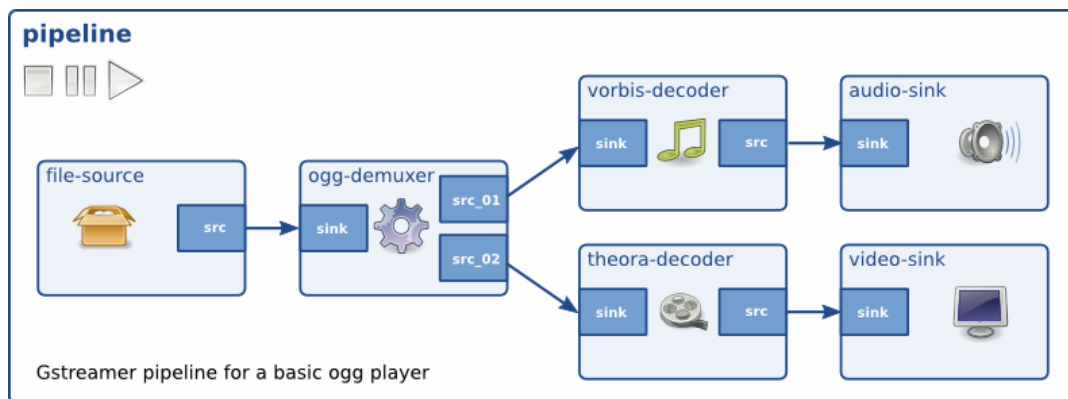 pipeline
file-source
src
ogg-demuxer
sink
src_01
src_02
vorbis-decoder
sink
src
audio-sink
sink
theora-decoder
sink
src
video-sink
sink
Gstreamer pipeline for a basic ogg player